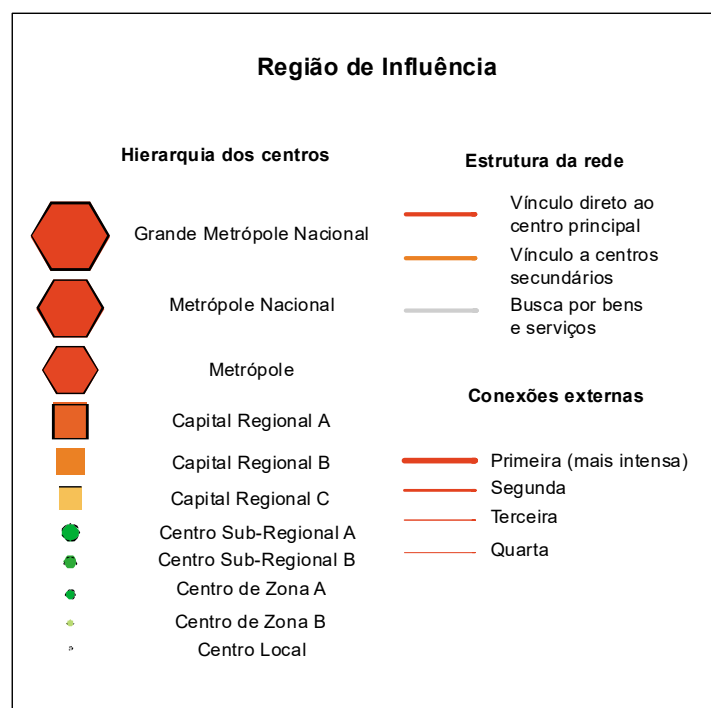 Região de Influência
Hierarquia dos centros
Grande Metrópole Nacional
Metrópole Nacional
Metrópole
Capital Regional A
Capital Regional B
Capital Regional C
Centro Sub-Regional A
Centro Sub-Regional B
Centro de Zona A
Centro de Zona B
Centro Local
Estrutura da rede
Vínculo direto ao
centro principal
Vínculo a centros
secundários
Busca por bens
e serviços
Conexões externas
Primeira (mais intensa)
Segunda
Terceira
Quarta